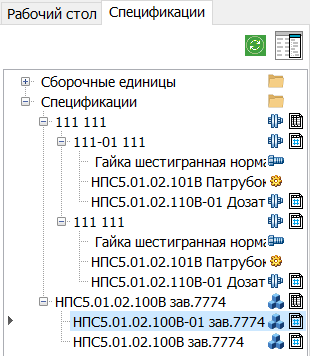 Рабочий стол Спецификации
Сборочные единицы
Спецификации
111 111
111-01 111
Гайка шестигранная норма
НПС5.01.02.101В Патрубок
НПС5.01.02.110В-01 Дозат
111 111
Гайка шестигранная норма
НПС5.01.02.101В Патрубок
НПС5.01.02.110В-01 Дозат
НПС5.01.02.100В зав.7774
НПС5.01.02.100В-01 зав.7774
НПС5.01.02.100В зав.7774